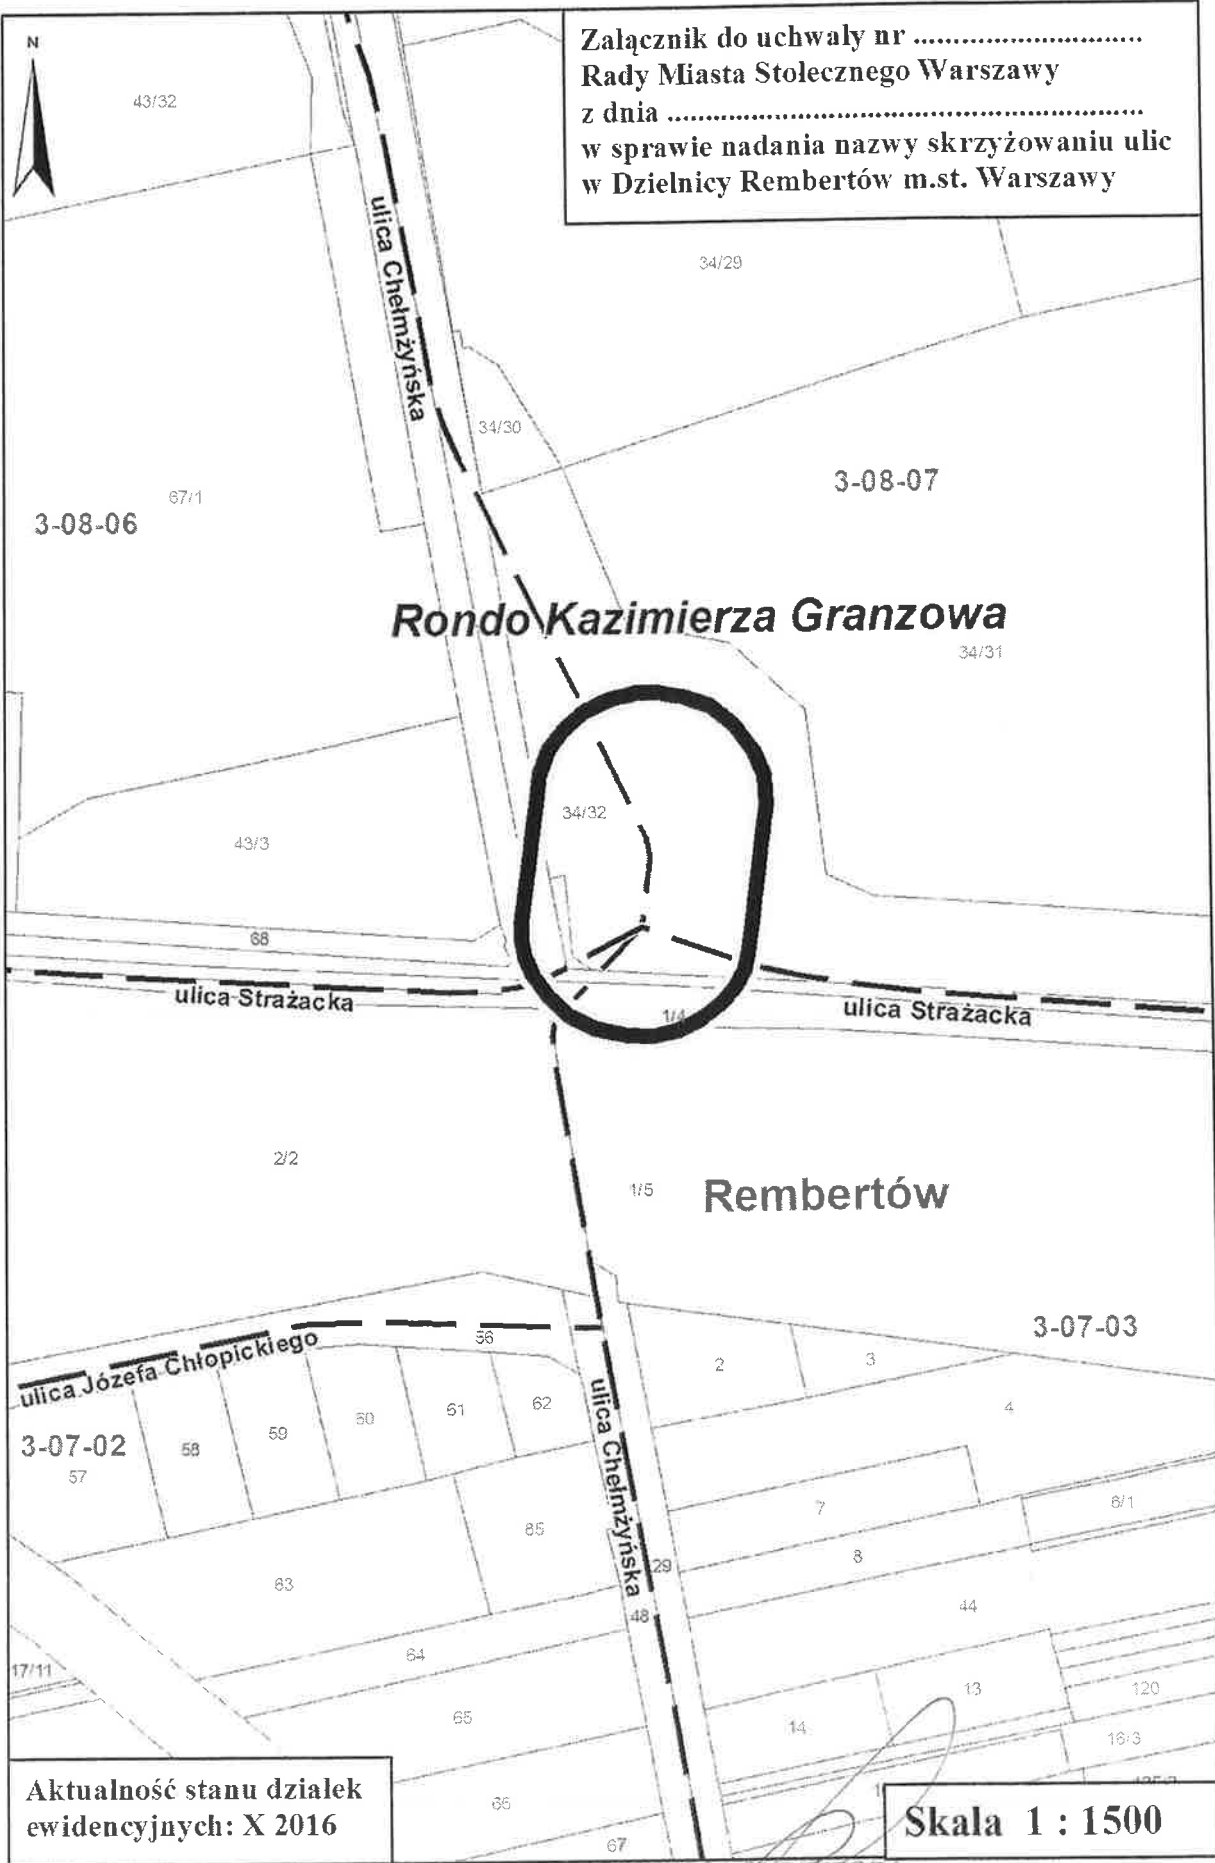 Załącznik do uchwały nr ............................
Rady Miasta Stołecznego Warszawy
z dnia ............................................................
w sprawie nadania nazwy skrzyżowaniu ulic
w Dzielnicy Rembertów m.st. Warszawy
N
43/32
34/29
ulica Chełmżyńska
34/30
3-08-07
67/1
3-08-06
Rondo Kazimierza Granzowa
34/31
34/32
43/3
68
ulica Strażacka
1/4
ulica Strażacka
2/2
1/5
Rembertów
3-07-03
56
ulica Józefa Chłopickiego
2
3
4
62
61
60
59
58
3-07-02
57
ulica Chełmżyńska
7
6/1
85
8
29
63
44
48
64
17/11
13
120
65
14
16/3
Aktualność stanu działek
ewidencyjnych: X 2016
66
67
Skala 1 : 1500